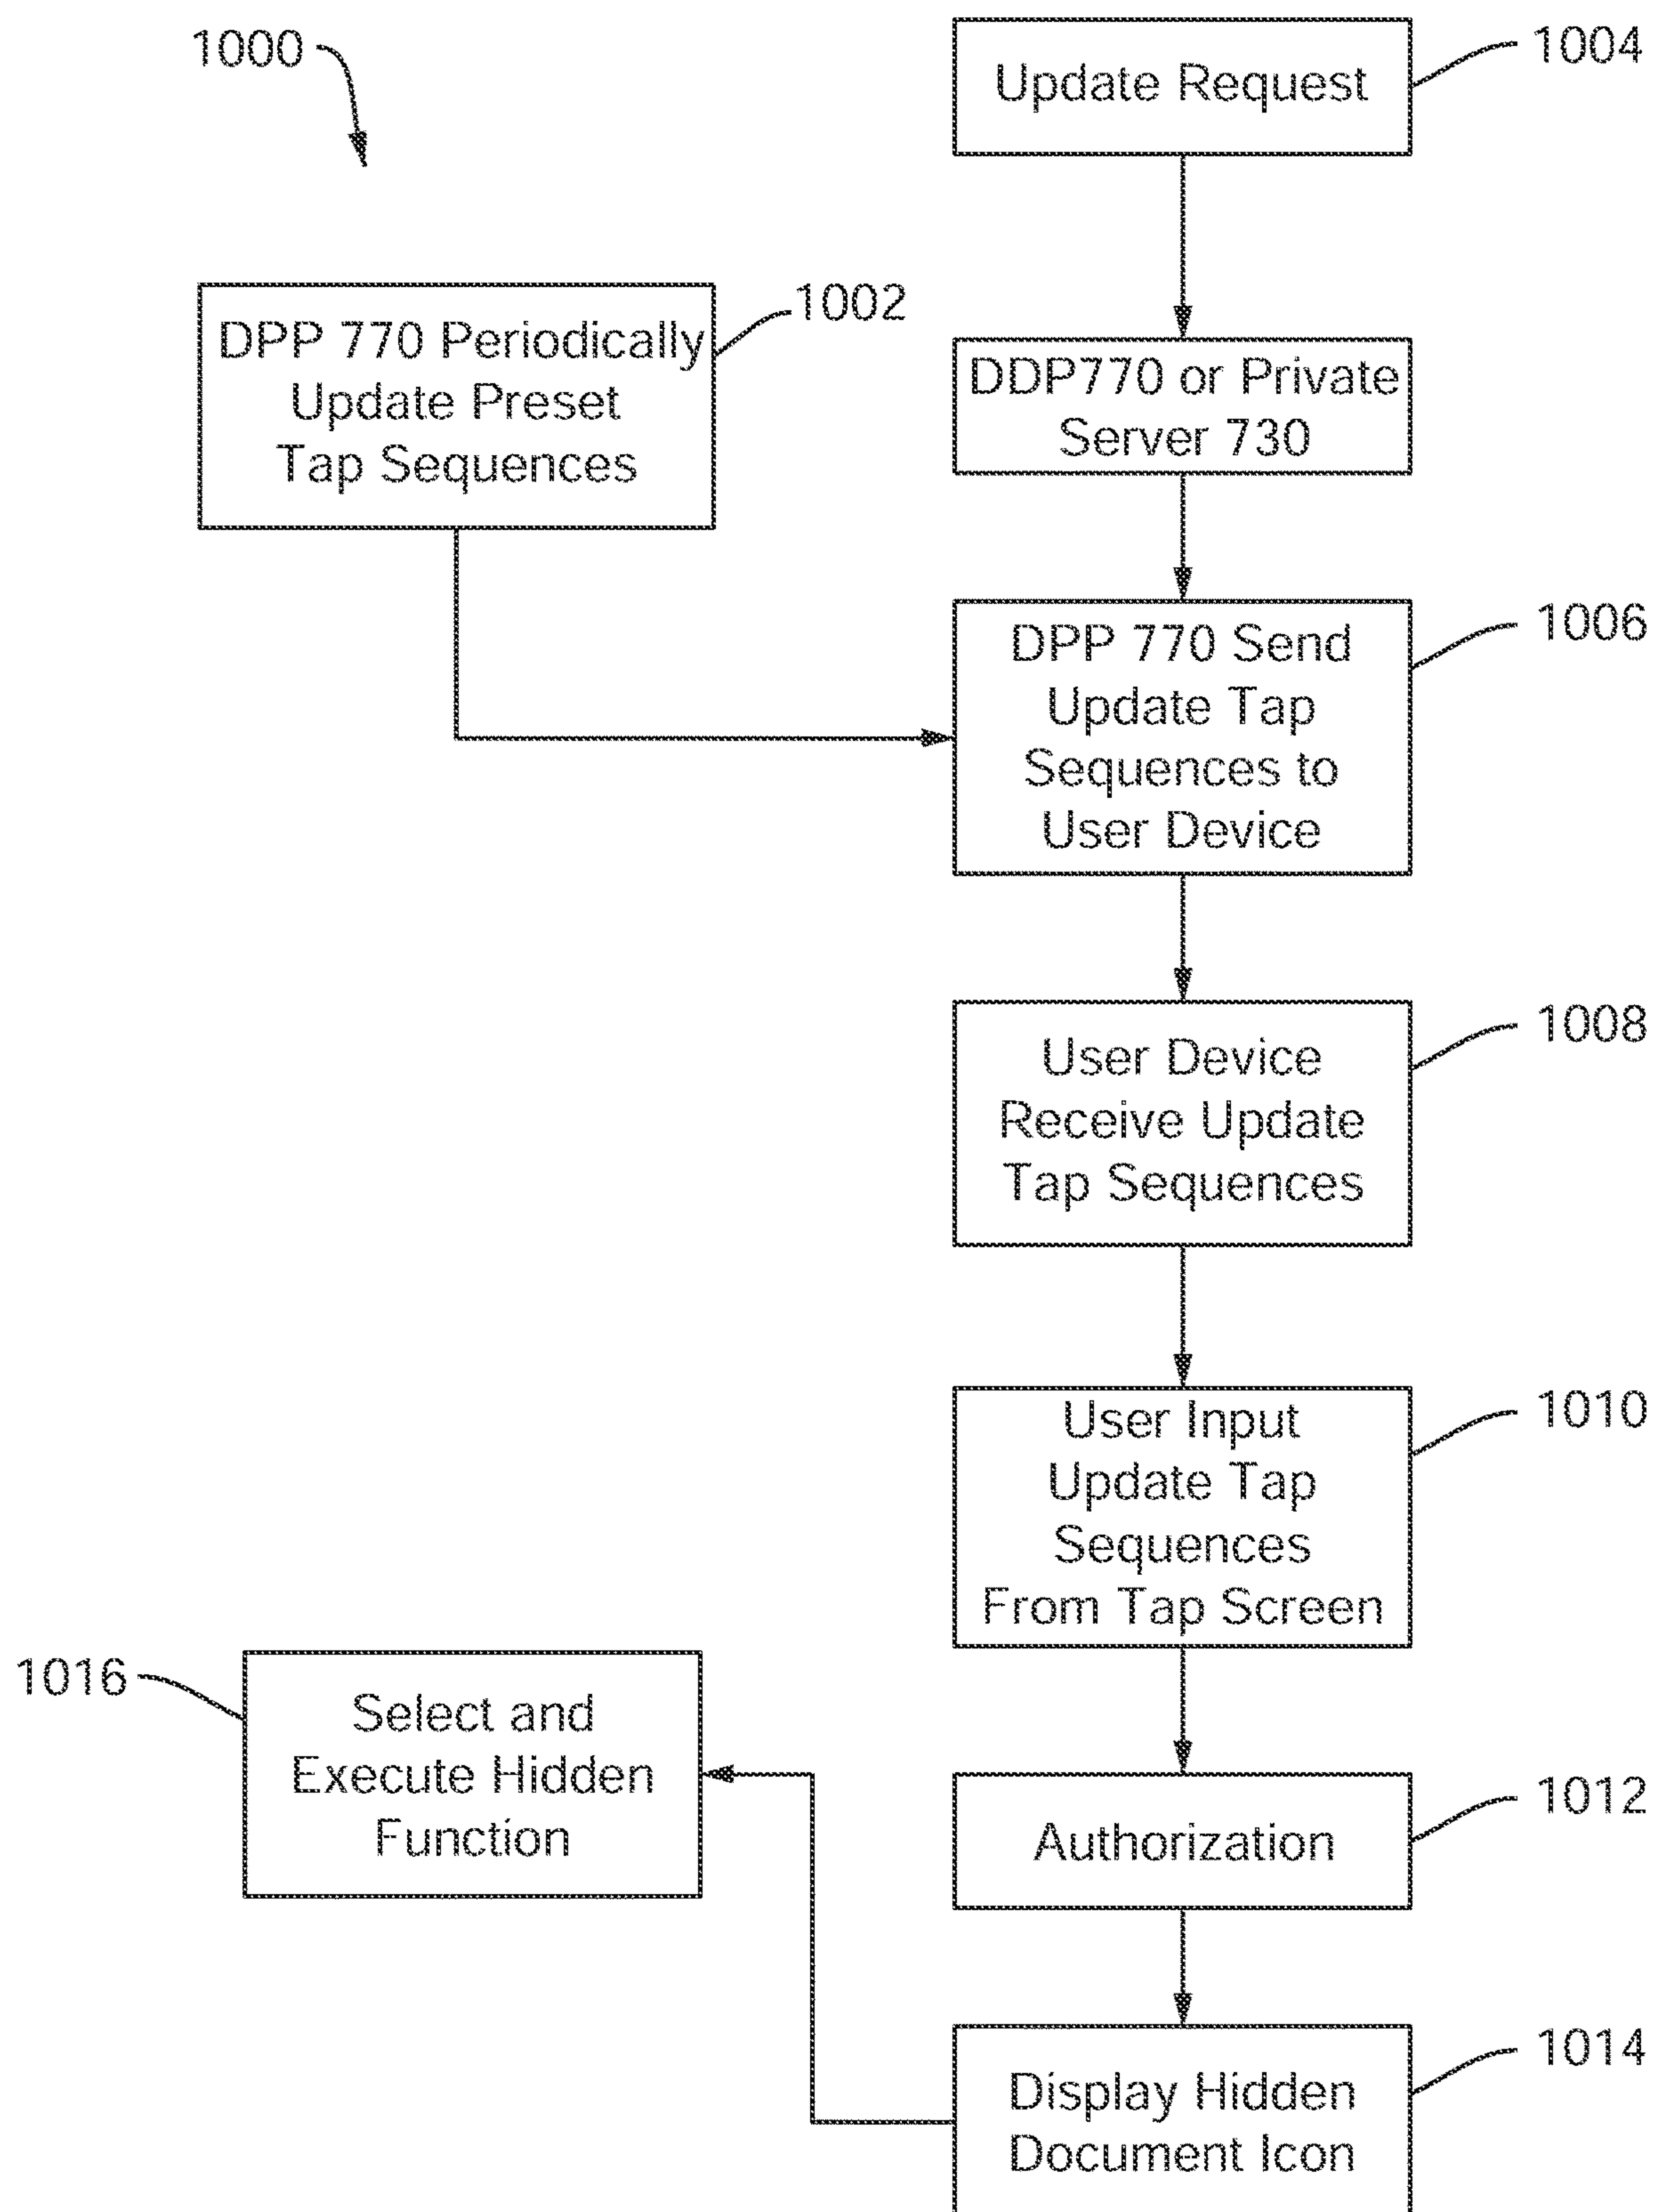 1000
Update Request
1004
DPP 770 Periodically
Update Preset
Tap Sequences
1002
DDP770 or Private
Server 730
DPP 770 Send
Update Tap
Sequences to
User Device
1006
User Device
Receive Update
Tap Sequences
1008
User Input
Update Tap
Sequences
From Tap Screen
1010
1016
Select and
Execute Hidden
Function
Authorization
1012
Display Hidden
Document Icon
1014